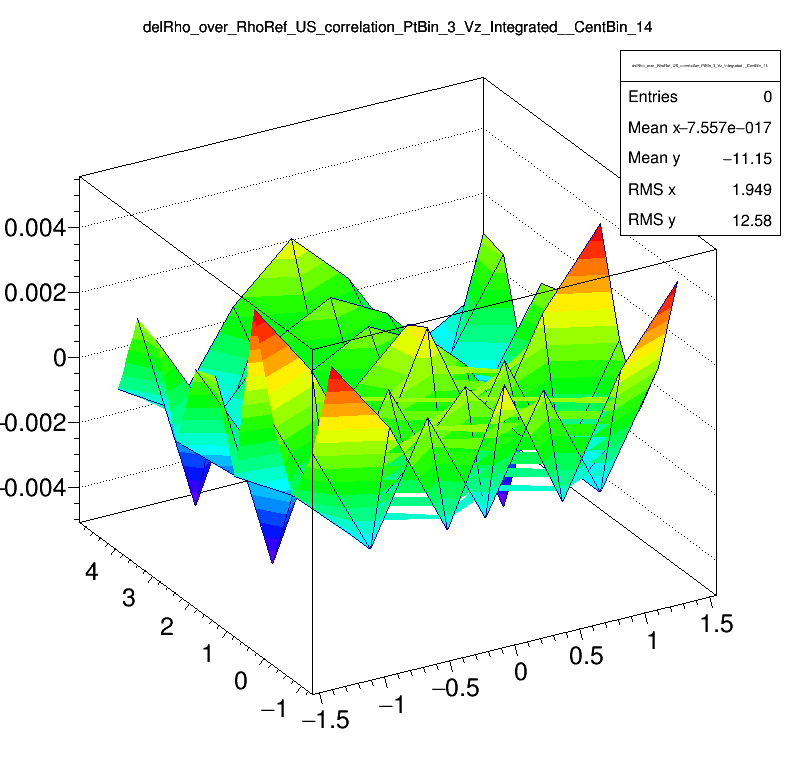 delRho_over_RhoRef_US_correlation_PtBin_3_Vz_Integrated__CentBin_14
delRho_over_RhoRef_US_correlation_PtBin_3_Vz_Integrated__CentBin_14
Entries 0
Mean x −7.557e−017
Mean y −11.15
RMS x 1.949
RMS y 12.58
0.004
0.002
0
−0.002
−0.004
4
3
2
1
0
−1
−1.5
−1
−0.5
0
0.5
1
1.5